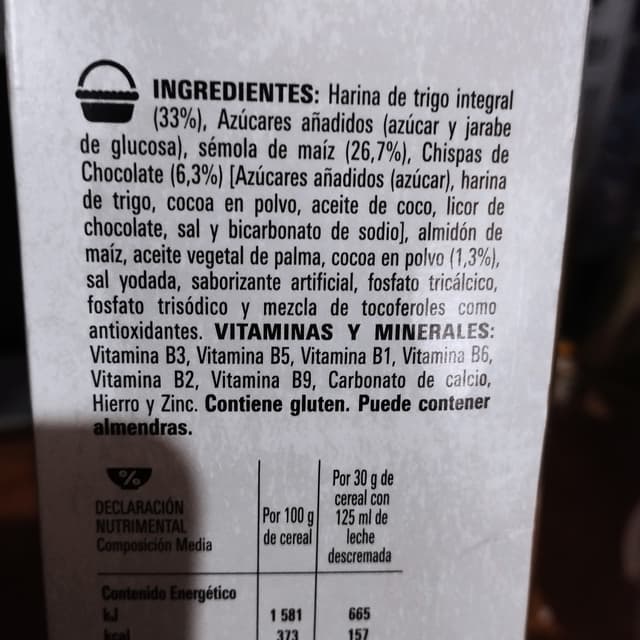 INGREDIENTES: Harina de trigo integral
(33%), Azúcares añadidos (azúcar y jarabe
de glucosa), sémola de maíz (26,7%), Chispas de
Chocolate (6,3%) [Azúcares añadidos (azúcar), harina
de trigo, cocoa en polvo, aceite de coco, licor de
chocolate, sal y bicarbonato de sodio], almidón de
maíz, aceite vegetal de palma, cocoa en polvo (1,3%),
sal yodada, saborizante artificial, fosfato tricálcico,
fosfato trisódico y mezcla de tocoferoles como
antioxidantes. VITAMINAS Y MINERALES:
Vitamina B3, Vitamina B5, Vitamina B1, Vitamina B6,
Vitamina B2, Vitamina B9, Carbonato de calcio,
Hierro y Zinc. Contiene gluten. Puede contener
almendras.
%
DECLARACIÓN
NUTRIMENTAL
Composición Media
Por 100 g
de cereal
Por 30 g de
cereal con
125 ml de
leche
descremada
Contenido Energético
kJ 1 581 665
kcal 373 157